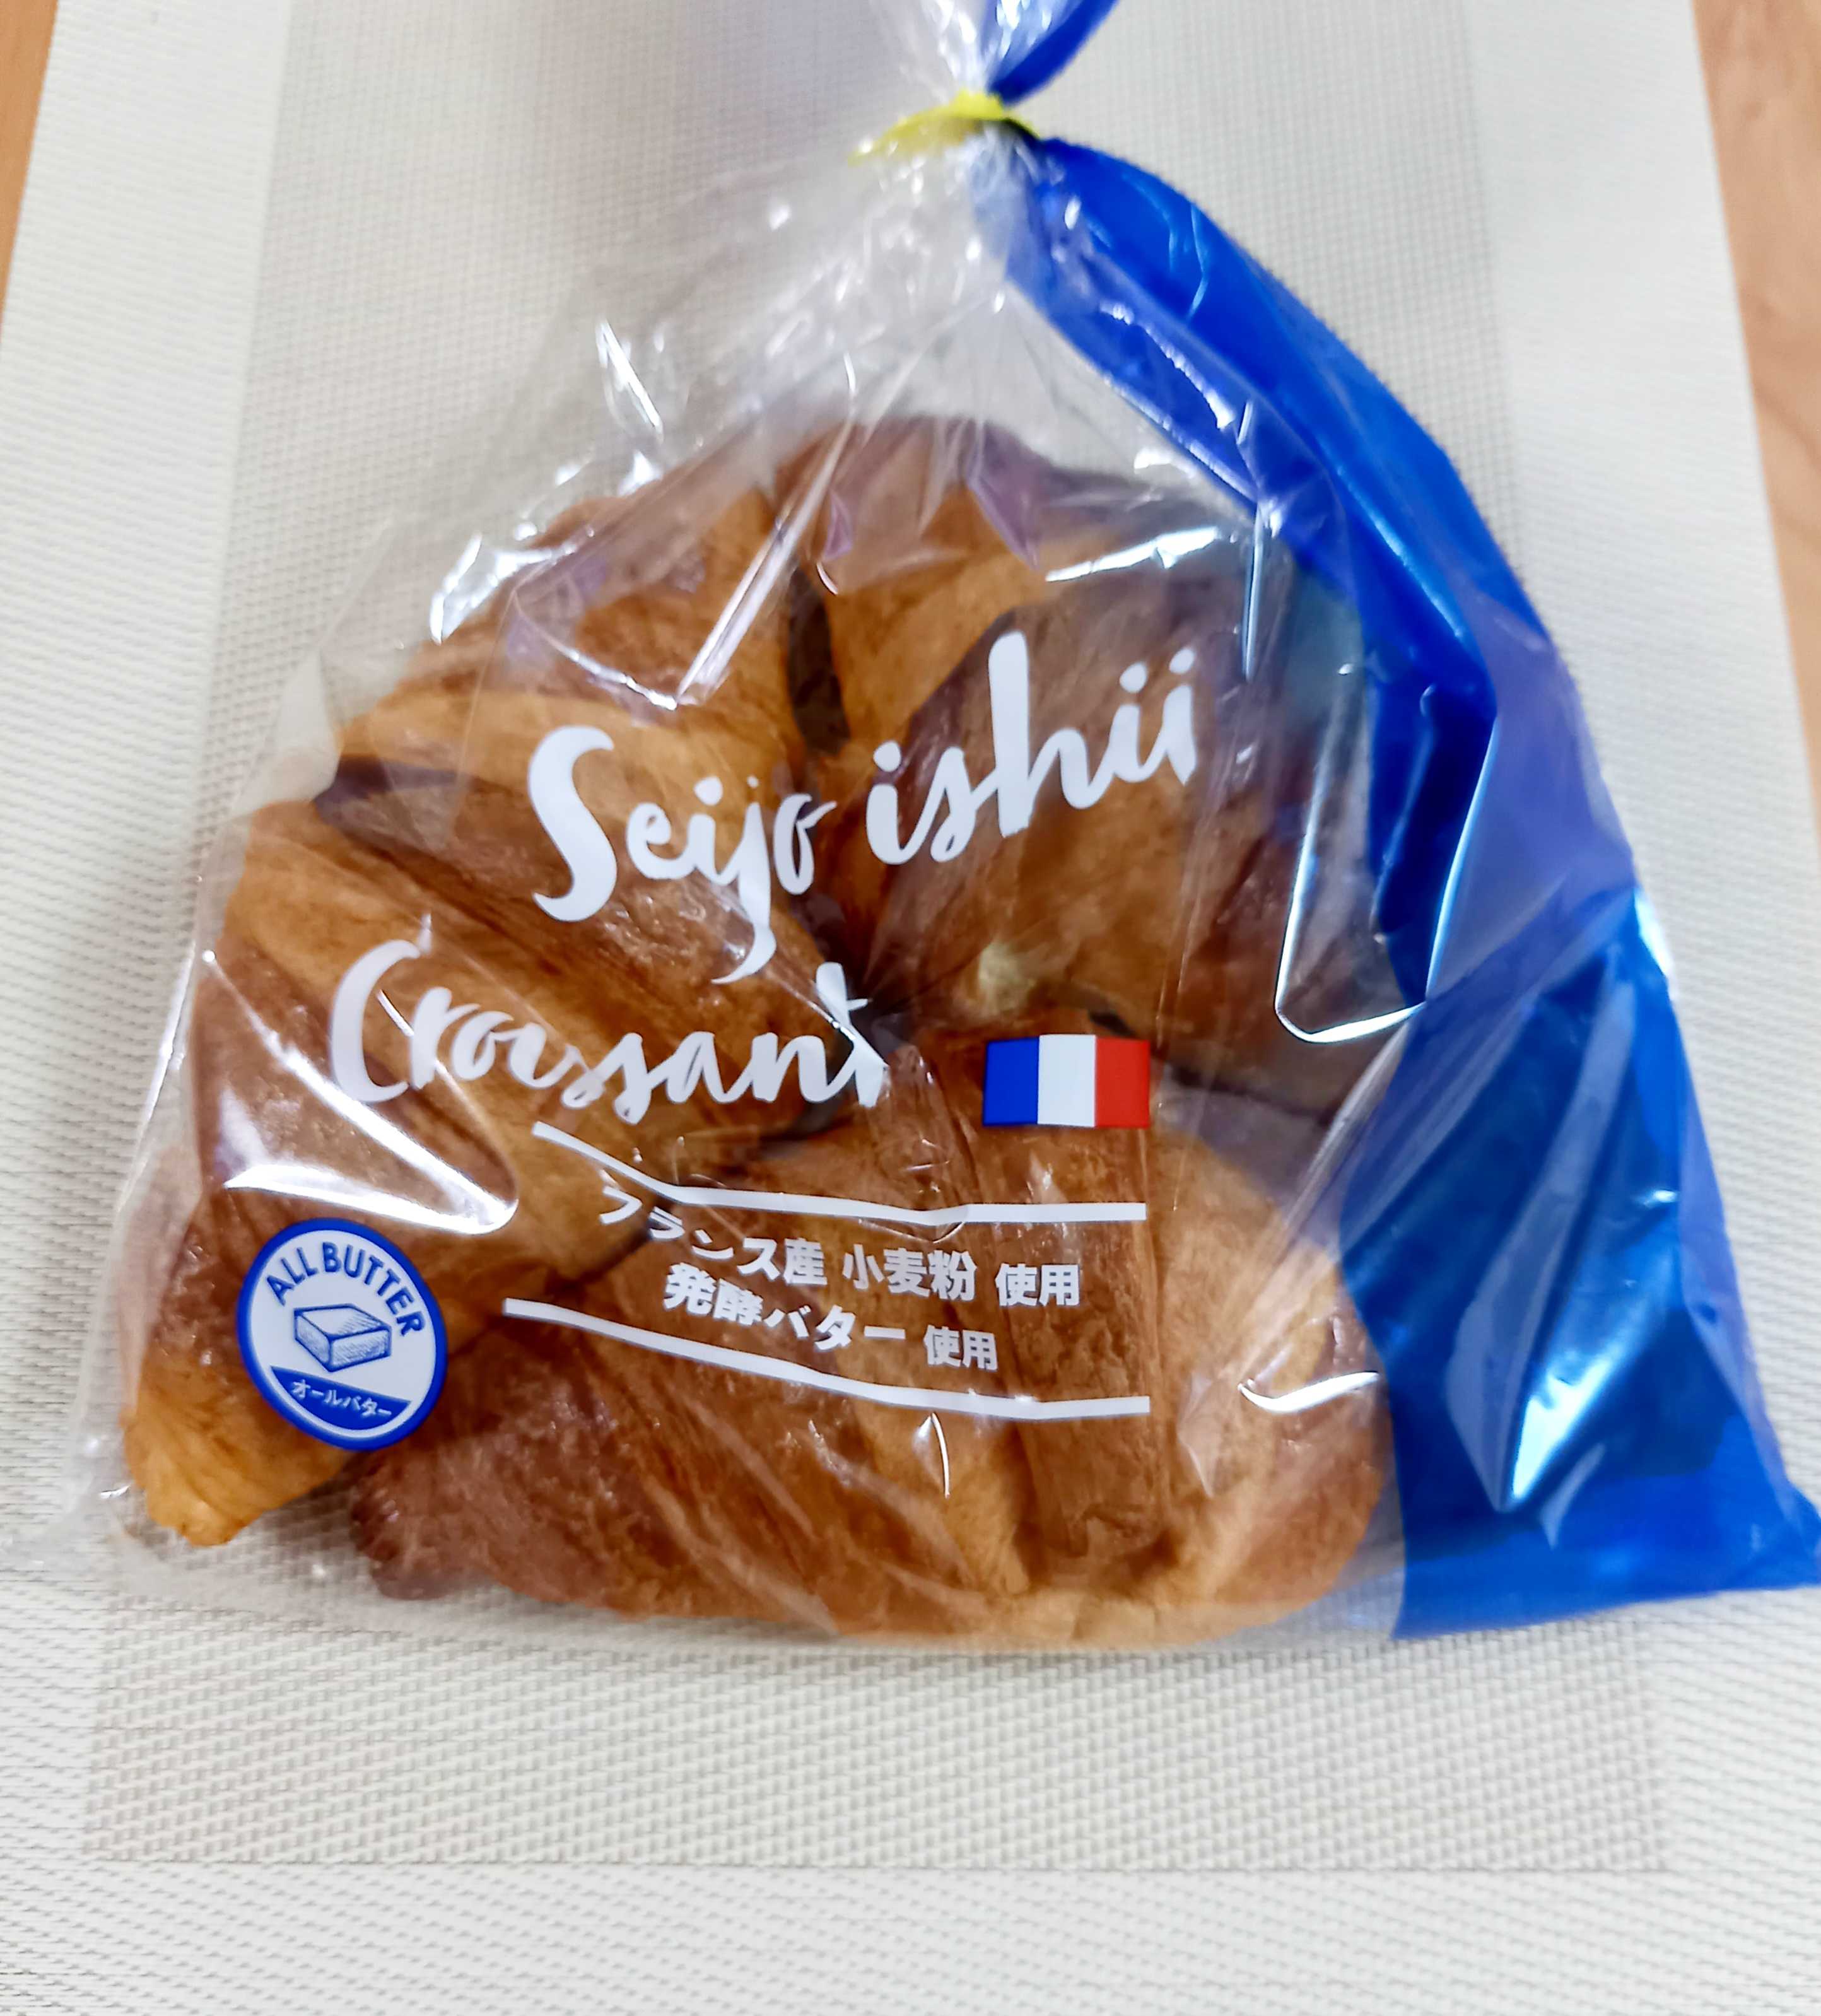 Seijo ishii
Croissant
フランス産 小麦粉 使用
発酵バター 使用
ALL BUTTER
オールバター